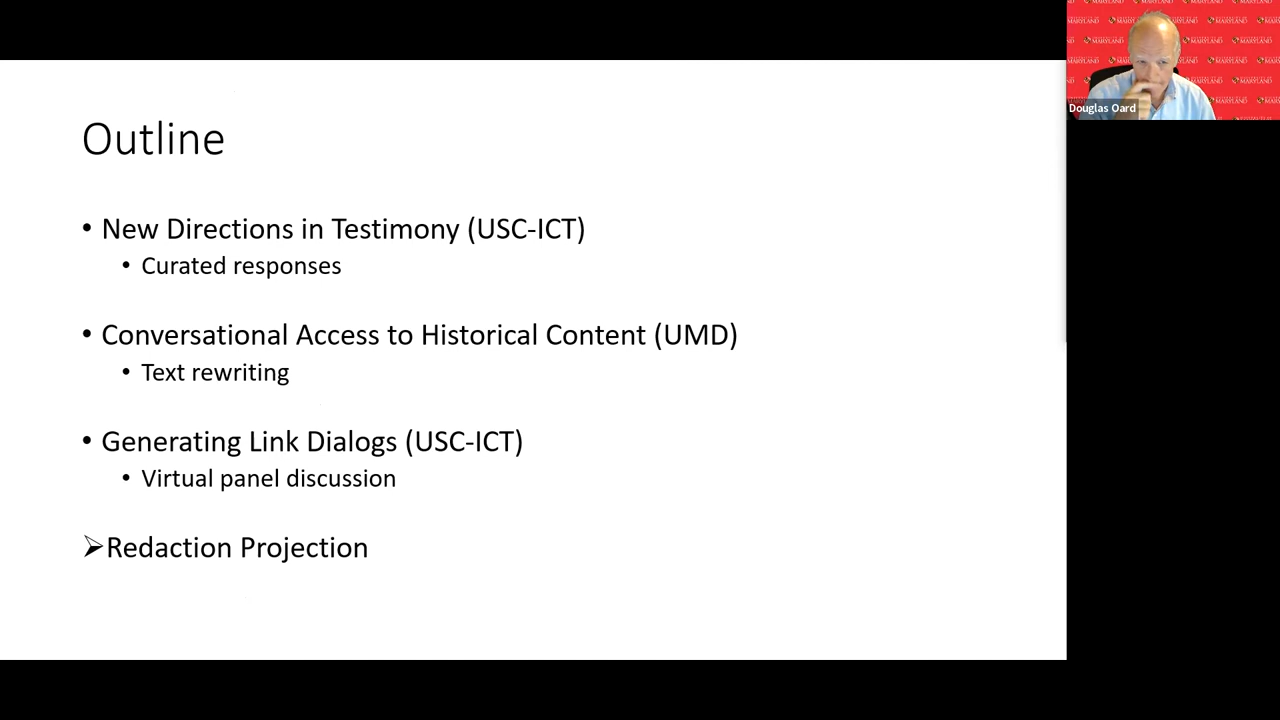 Outline
• New Directions in Testimony (USC-ICT)
• Curated responses
• Conversational Access to Historical Content (UMD)
• Text rewriting
• Generating Link Dialogs (USC-ICT)
• Virtual panel discussion
➢Redaction Projection
MARYLAND
Douglas Oard